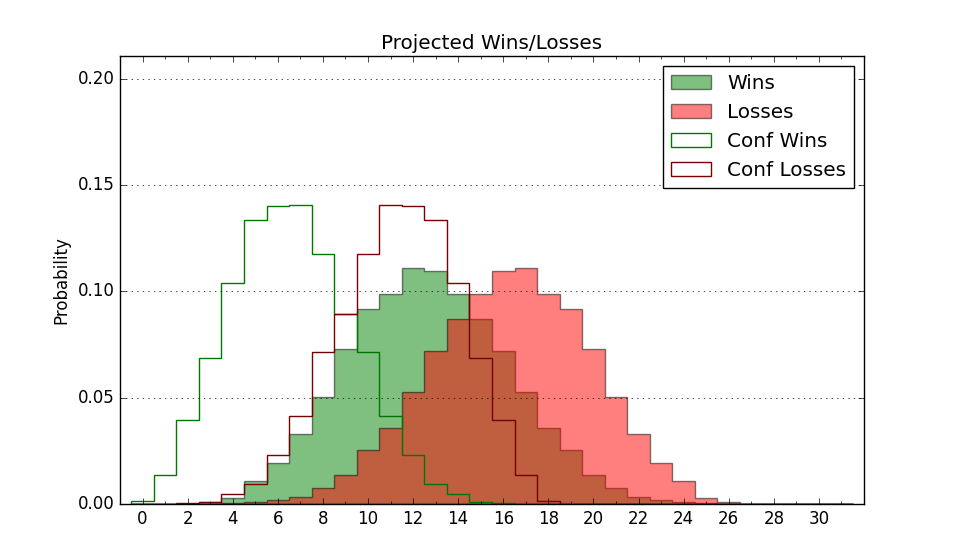 Projected Wins/Losses
0.20
0.15
0.10
0.05
0.00
Probability
Wins
Losses
Conf Wins
Conf Losses
0 2 4 6 8 10 12 14 16 18 20 22 24 26 28 30